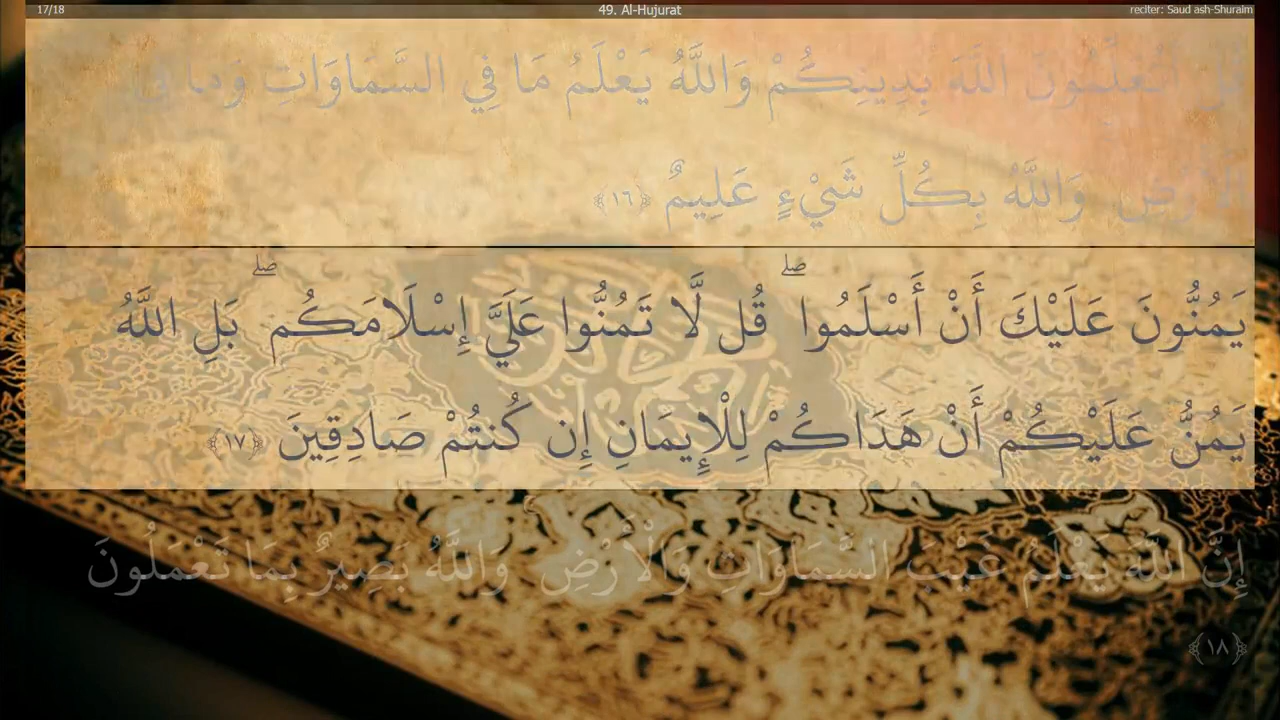 17/18 49. Al-Hujurat reciter: Saud ash-Shuraim
قُلْ أَتُعَلِّمُونَ اللَّهَ بِدِينِكُمْ وَاللَّهُ يَعْلَمُ مَا فِي السَّمَاوَاتِ وَمَا فِي
الْأَرْضِ ۚ وَاللَّهُ بِكُلِّ شَيْءٍ عَلِيمٌ ﴿١٦﴾
يَمُنُّونَ عَلَيْكَ أَنْ أَسْلَمُوا ۖ قُل لَّا تَمُنُّوا عَلَيَّ إِسْلَامَكُم ۖ بَلِ اللَّهُ
يَمُنُّ عَلَيْكُمْ أَنْ هَدَاكُمْ لِلْإِيمَانِ إِن كُنتُمْ صَادِقِينَ ﴿١٧﴾
إِنَّ اللَّهَ يَعْلَمُ غَيْبَ السَّمَاوَاتِ وَالْأَرْضِ ۚ وَاللَّهُ بَصِيرٌ بِمَا تَعْمَلُونَ
﴿١٨﴾